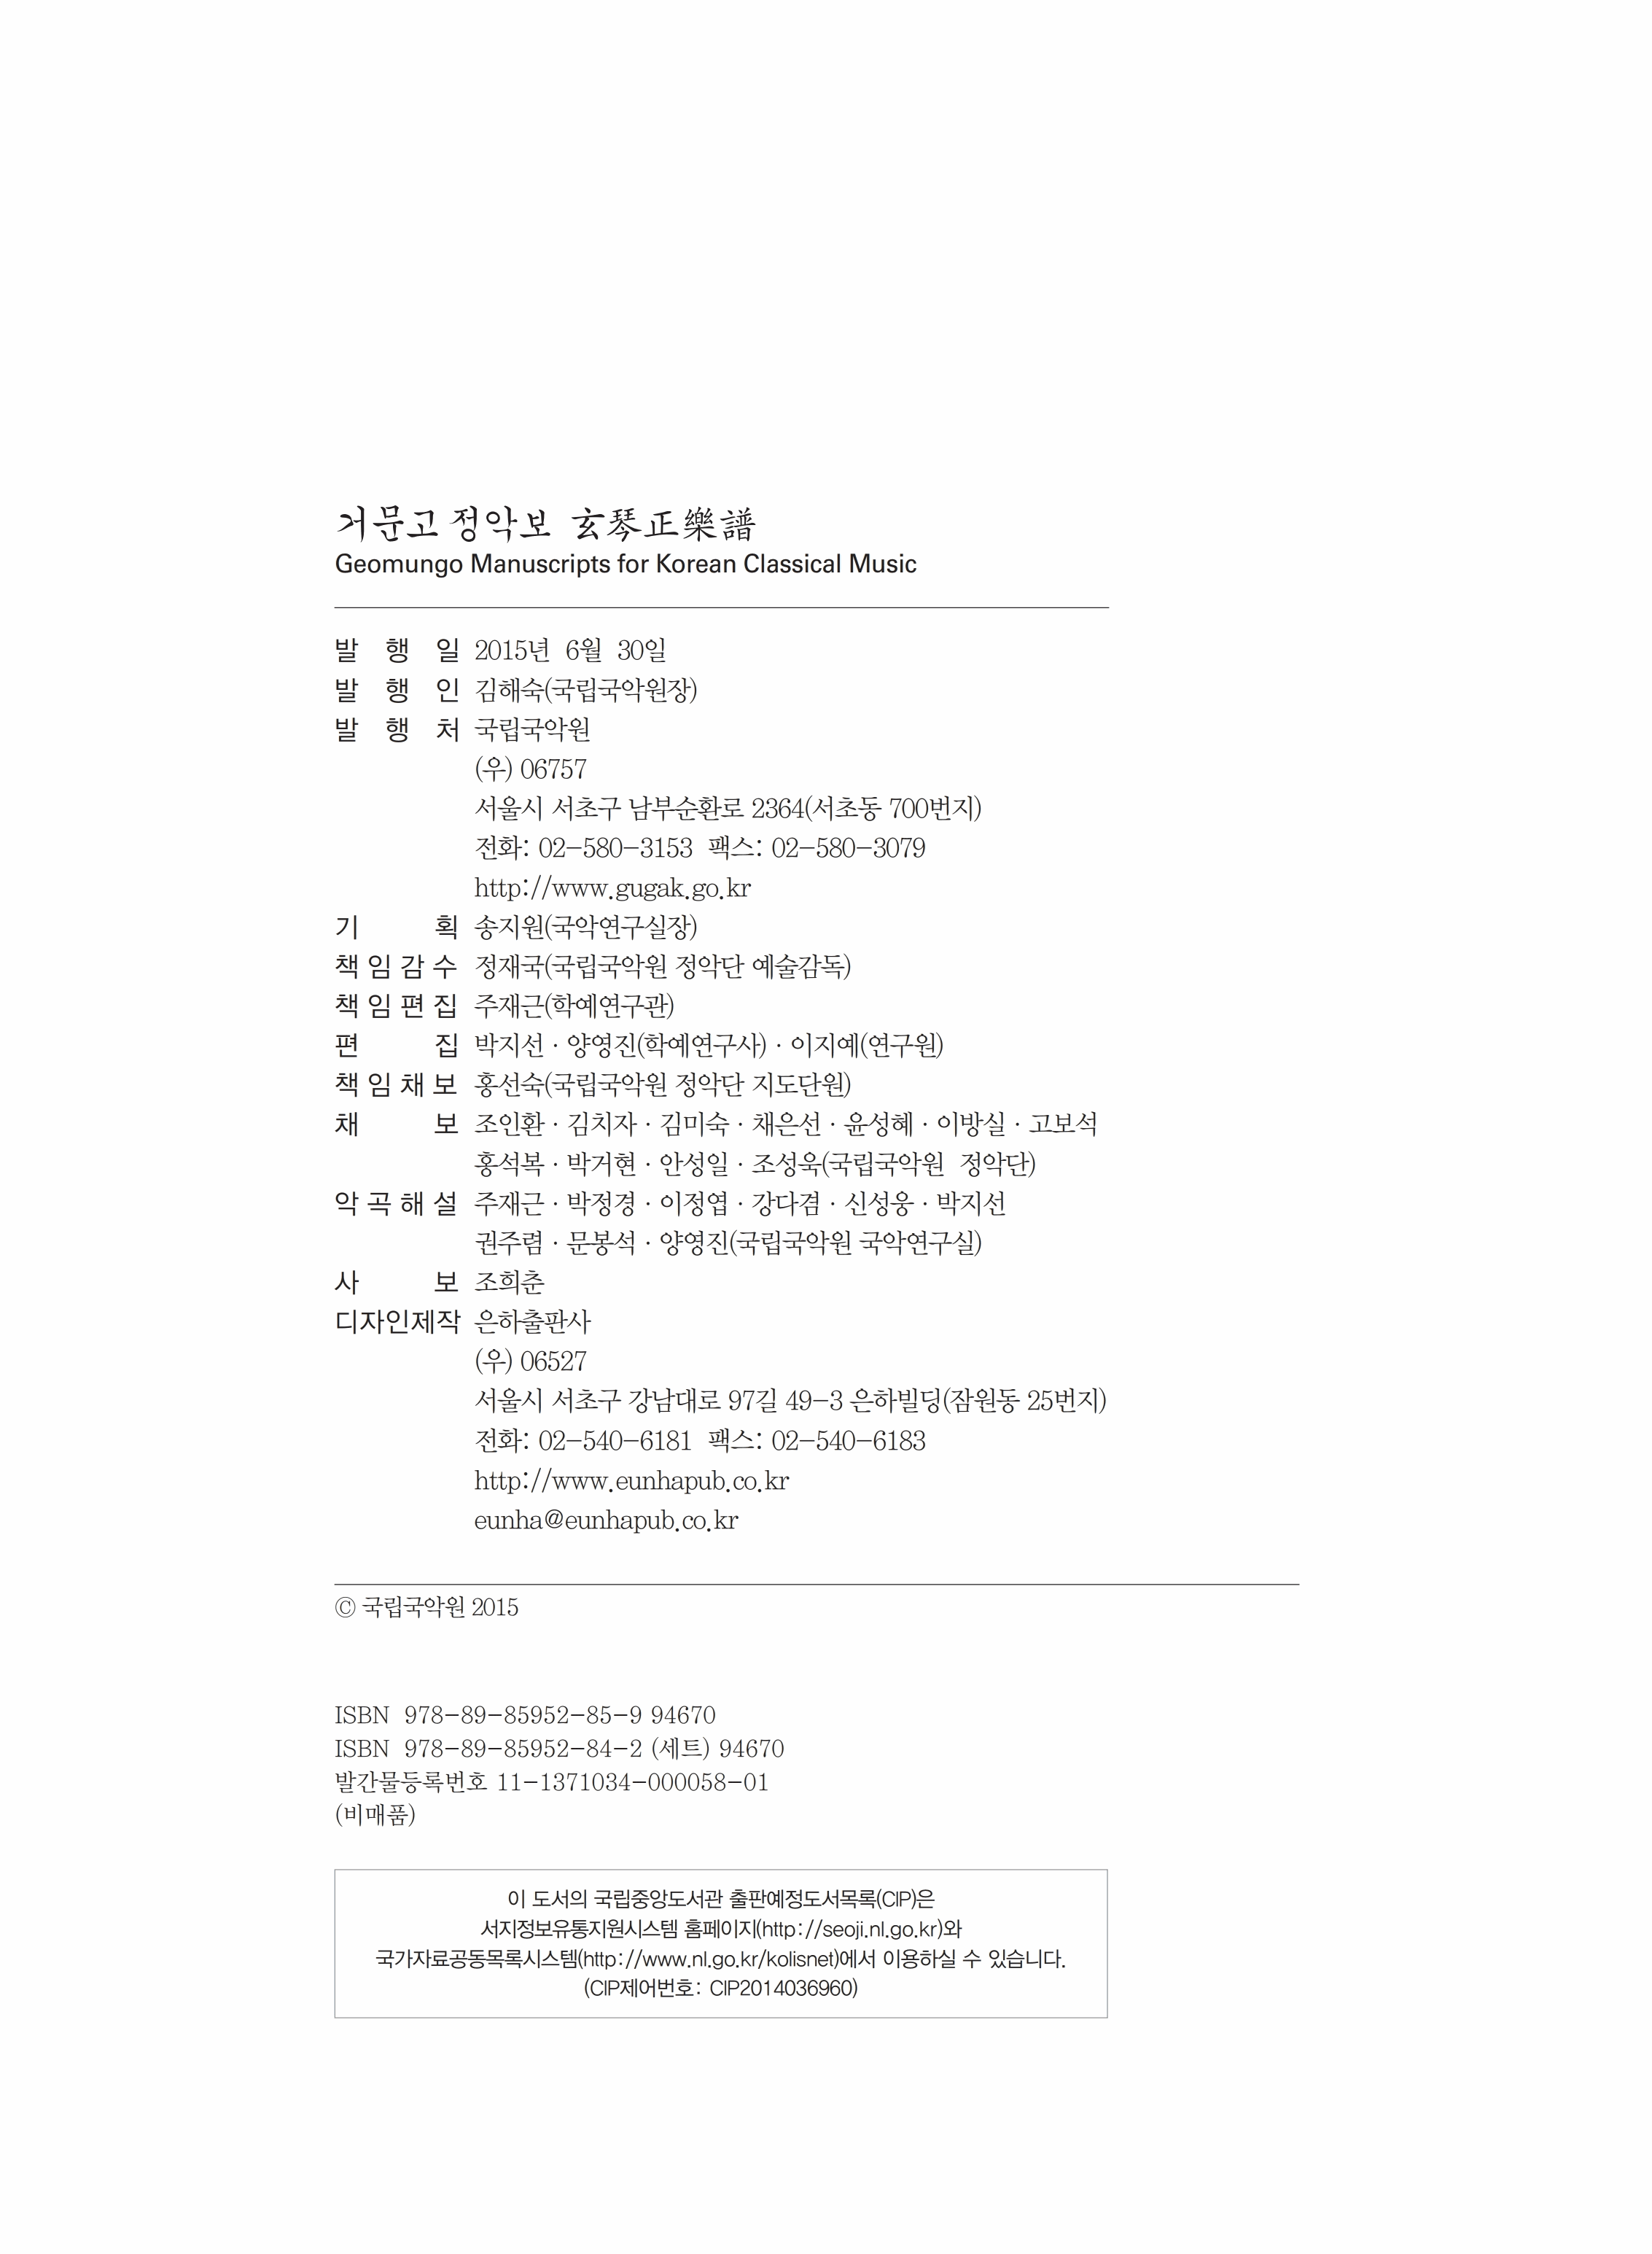 거문고 정악보 玄琴正樂譜
Geomungo Manuscripts for Korean Classical Music
발 행 일 2015년 6월 30일
발 행 인 김해숙(국립국악원장)
발 행 처 국립국악원
(우) 06757
서울시 서초구 남부순환로 2364(서초동 700번지)
전화: 02-580-3153 팩스: 02-580-3079
http://www.gugak.go.kr
기 획 송지원(국악연구실장)
책임감수 정재국(국립국악원 정악단 예술감독)
책임편집 주재근(학예연구관)
편 집 박지선 · 양영진(학예연구사) · 이지예(연구원)
책임채보 홍선숙(국립국악원 정악단 지도단원)
채 보 조인환 · 김치자 · 김미숙 · 채은선 · 윤성혜 · 이방실 · 고보석
홍석복 · 박거현 · 안성일 · 조성욱(국립국악원 정악단)
악곡해설 주재근 · 박정경 · 이정엽 · 강다겸 · 신성웅 · 박지선
권주렴 · 문봉석 · 양영진(국립국악원 국악연구실)
사 보 조희춘
디자인제작 은하출판사
(우) 06527
서울시 서초구 강남대로 97길 49-3 은하빌딩(잠원동 25번지)
전화: 02-540-6181 팩스: 02-540-6183
http://www.eunhapub.co.kr
eunha@eunhapub.co.kr
ⓒ 국립국악원 2015
ISBN 978-89-85952-85-9 94670
ISBN 978-89-85952-84-2 (세트) 94670
발간물등록번호 11-1371034-000058-01
(비매품)
이 도서의 국립중앙도서관 출판예정도서목록(CIP)은
서지정보유통지원시스템 홈페이지(http://seoji.nl.go.kr)와
국가자료공동목록시스템(http://www.nl.go.kr/kolisnet)에서 이용하실 수 있습니다.
(CIP제어번호: CIP2014036960)